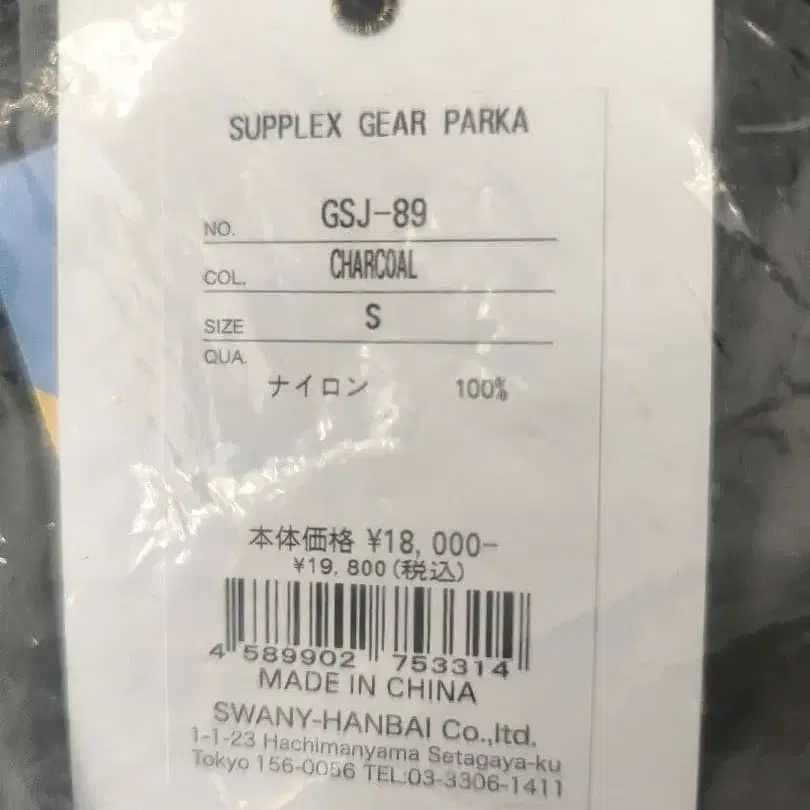 SUPPLEX GEAR PARKA
NO. GSJ-89
COL. CHARCOAL
SIZE S
QUA.
ナイロン 100%
本体価格 ¥18,000-
¥19,800(税込)
4 589902 753314
MADE IN CHINA
SWANY-HANBAI Co.,ltd.
1-1-23 Hachimanyama Setagaya-ku
Tokyo 156-0056 TEL:03-3306-1411